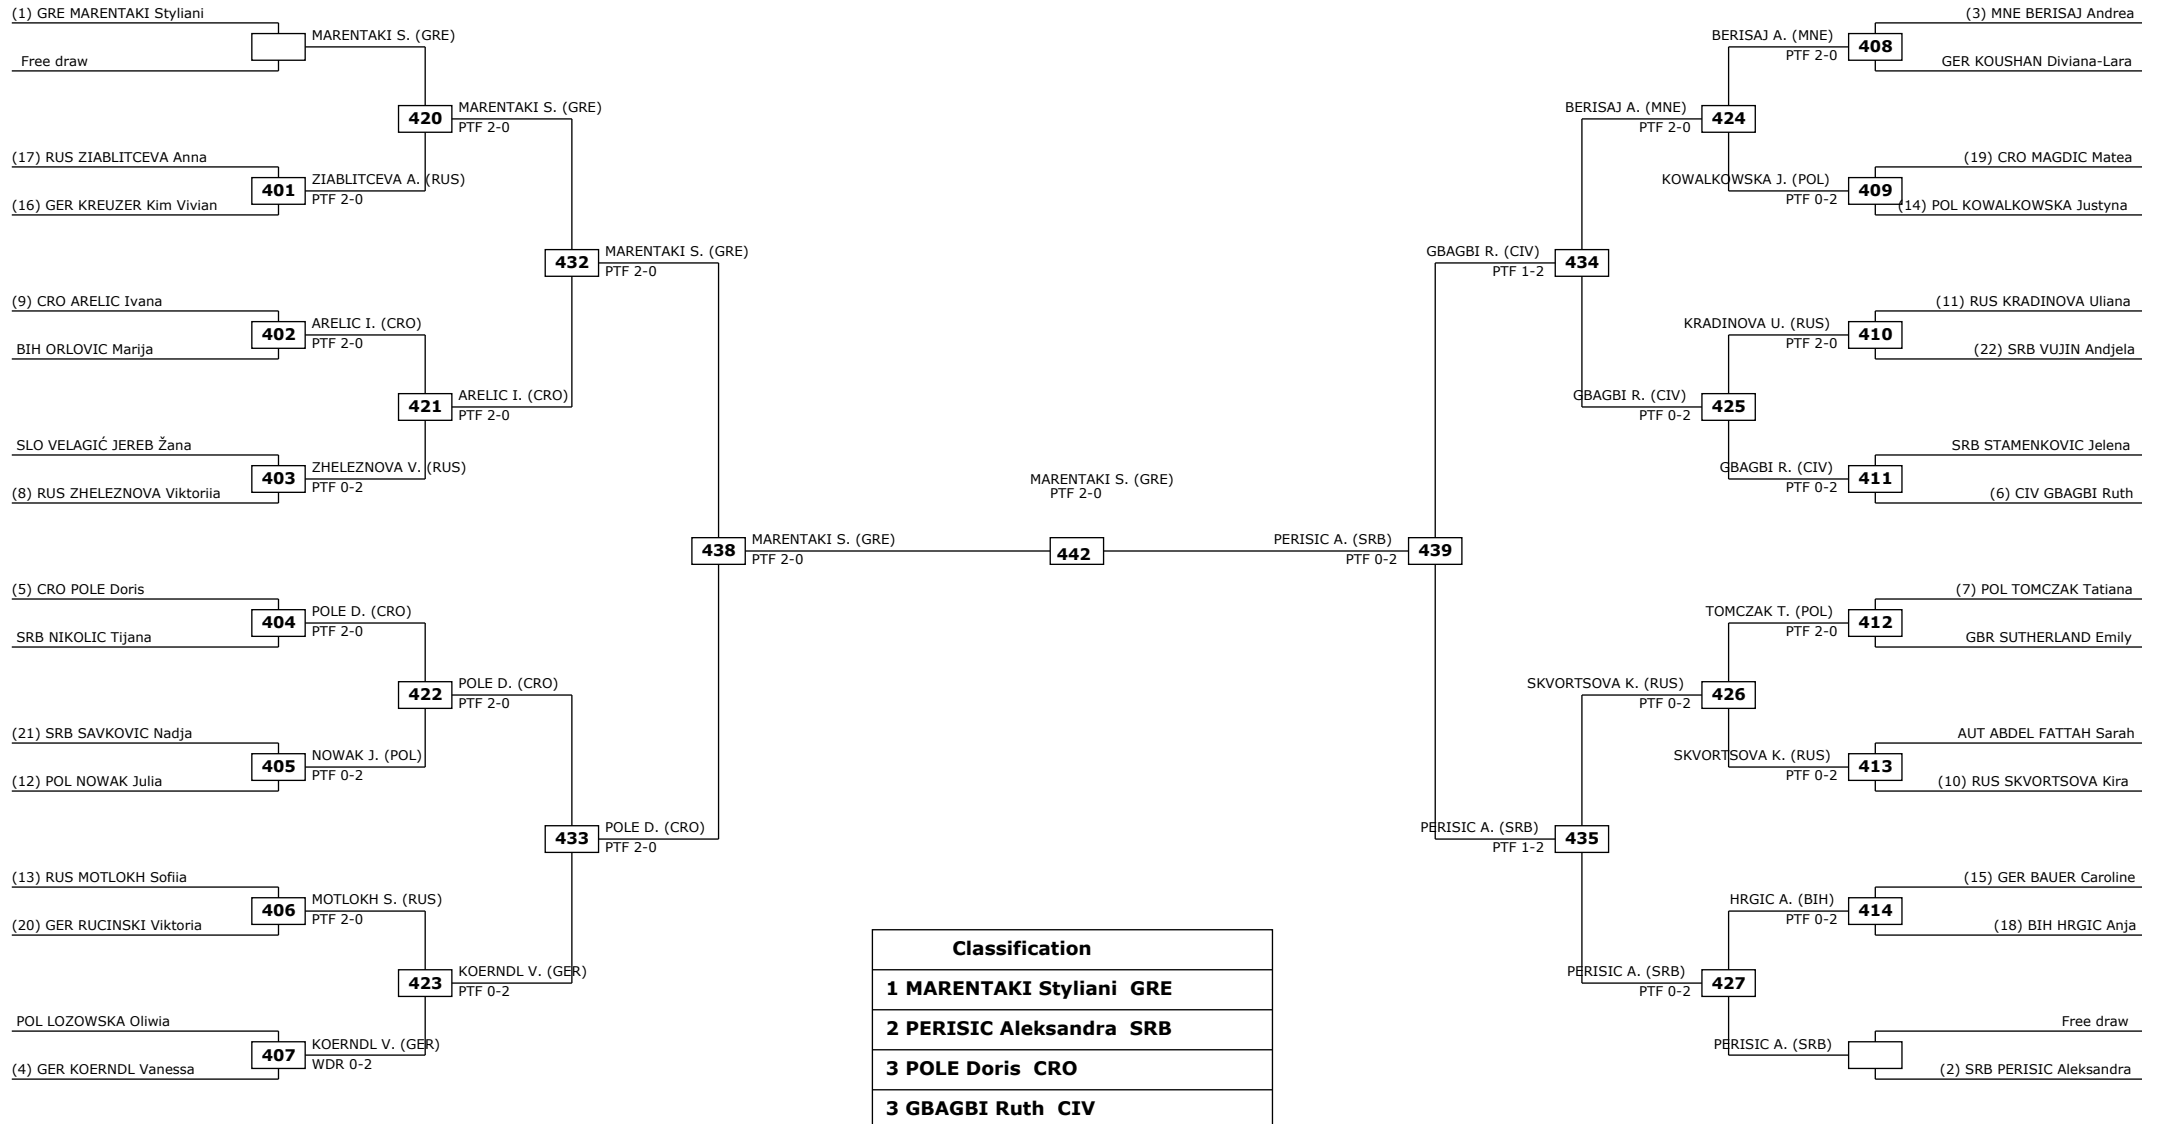 (1) GRE MARENTAKI Styliani
MARENTAKI S. (GRE)
Free draw
MARENTAKI S. (GRE)
420
PTF 2-0
(17) RUS ZIABLITCEVA Anna
401
ZIABLITCEVA A. (RUS)
PTF 2-0
(16) GER KREUZER Kim Vivian
432
MARENTAKI S. (GRE)
PTF 2-0
(9) CRO ARELIC Ivana
402
ARELIC I. (CRO)
PTF 2-0
BIH ORLOVIC Marija
421
ARELIC I. (CRO)
PTF 2-0
SLO VELAGIĆ JEREB Žana
403
ZHELEZNOVA V. (RUS)
PTF 0-2
(8) RUS ZHELEZNOVA Viktoriia
438
MARENTAKI S. (GRE)
PTF 2-0
(5) CRO POLE Doris
404
POLE D. (CRO)
PTF 2-0
SRB NIKOLIC Tijana
422
POLE D. (CRO)
PTF 2-0
(21) SRB SAVKOVIC Nadja
405
NOWAK J. (POL)
PTF 0-2
(12) POL NOWAK Julia
433
POLE D. (CRO)
PTF 2-0
(13) RUS MOTLOKH Sofiia
406
MOTLOKH S. (RUS)
PTF 2-0
(20) GER RUCINSKI Viktoria
423
KOERNDL V. (GER)
PTF 0-2
POL LOZOWSKA Oliwia
407
KOERNDL V. (GER)
WDR 0-2
(4) GER KOERNDL Vanessa
MARENTAKI S. (GRE)
PTF 2-0
442
(3) MNE BERISAJ Andrea
BERISAJ A. (MNE)
408
PTF 2-0
GER KOUSHAN Diviana-Lara
BERISAJ A. (MNE)
424
PTF 2-0
(19) CRO MAGDIC Matea
KOWALKOWSKA J. (POL)
409
PTF 0-2
(14) POL KOWALKOWSKA Justyna
GBAGBI R. (CIV)
434
PTF 1-2
(11) RUS KRADINOVA Uliana
KRADINOVA U. (RUS)
410
PTF 2-0
(22) SRB VUJIN Andjela
GBAGBI R. (CIV)
425
PTF 0-2
SRB STAMENKOVIC Jelena
GBAGBI R. (CIV)
411
PTF 0-2
(6) CIV GBAGBI Ruth
PERISIC A. (SRB)
439
PTF 0-2
(7) POL TOMCZAK Tatiana
TOMCZAK T. (POL)
412
PTF 2-0
GBR SUTHERLAND Emily
SKVORTSOVA K. (RUS)
426
PTF 0-2
AUT ABDEL FATTAH Sarah
SKVORTSOVA K. (RUS)
413
PTF 0-2
(10) RUS SKVORTSOVA Kira
PERISIC A. (SRB)
435
PTF 1-2
(15) GER BAUER Caroline
HRGIC A. (BIH)
414
PTF 0-2
(18) BIH HRGIC Anja
PERISIC A. (SRB)
427
PTF 0-2
Free draw
PERISIC A. (SRB)
(2) SRB PERISIC Aleksandra
Classification
1 MARENTAKI Styliani GRE
2 PERISIC Aleksandra SRB
3 POLE Doris CRO
3 GBAGBI Ruth CIV